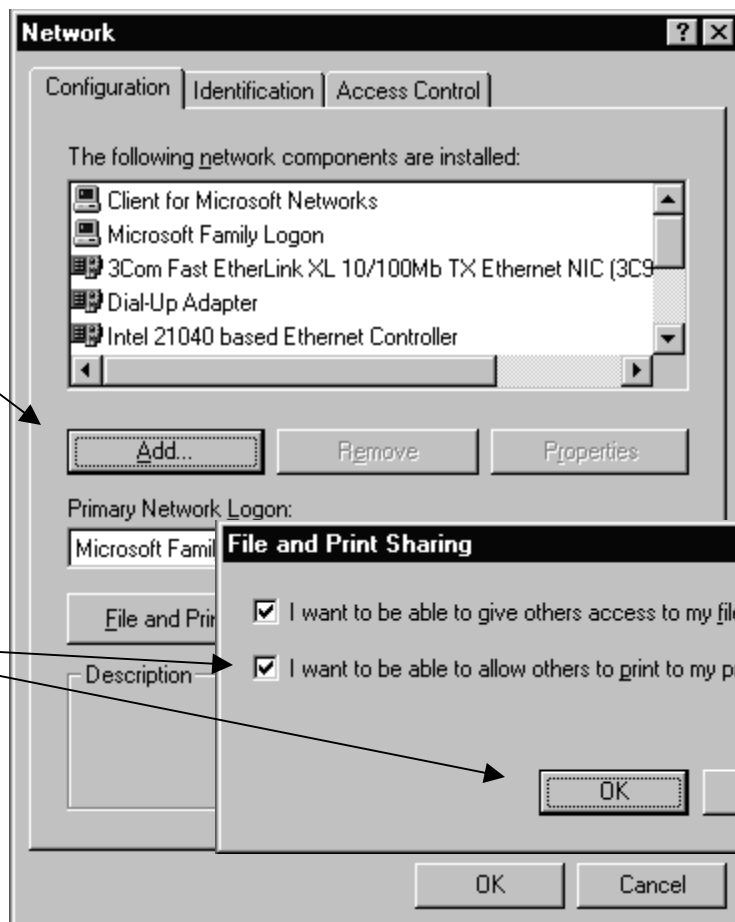 Network
Configuration Identification Access Control
The following network components are installed:
Client for Microsoft Networks
Microsoft Family Logon
3Com Fast EtherLink XL 10/100Mb TX Ethernet NIC (3C9
Dial-Up Adapter
Intel 21040 based Ethernet Controller
Add... Remove Properties
Primary Network Logon:
Microsoft Famil
File and Prin
Description
File and Print Sharing
I want to be able to give others access to my file
I want to be able to allow others to print to my p
OK
OK Cancel